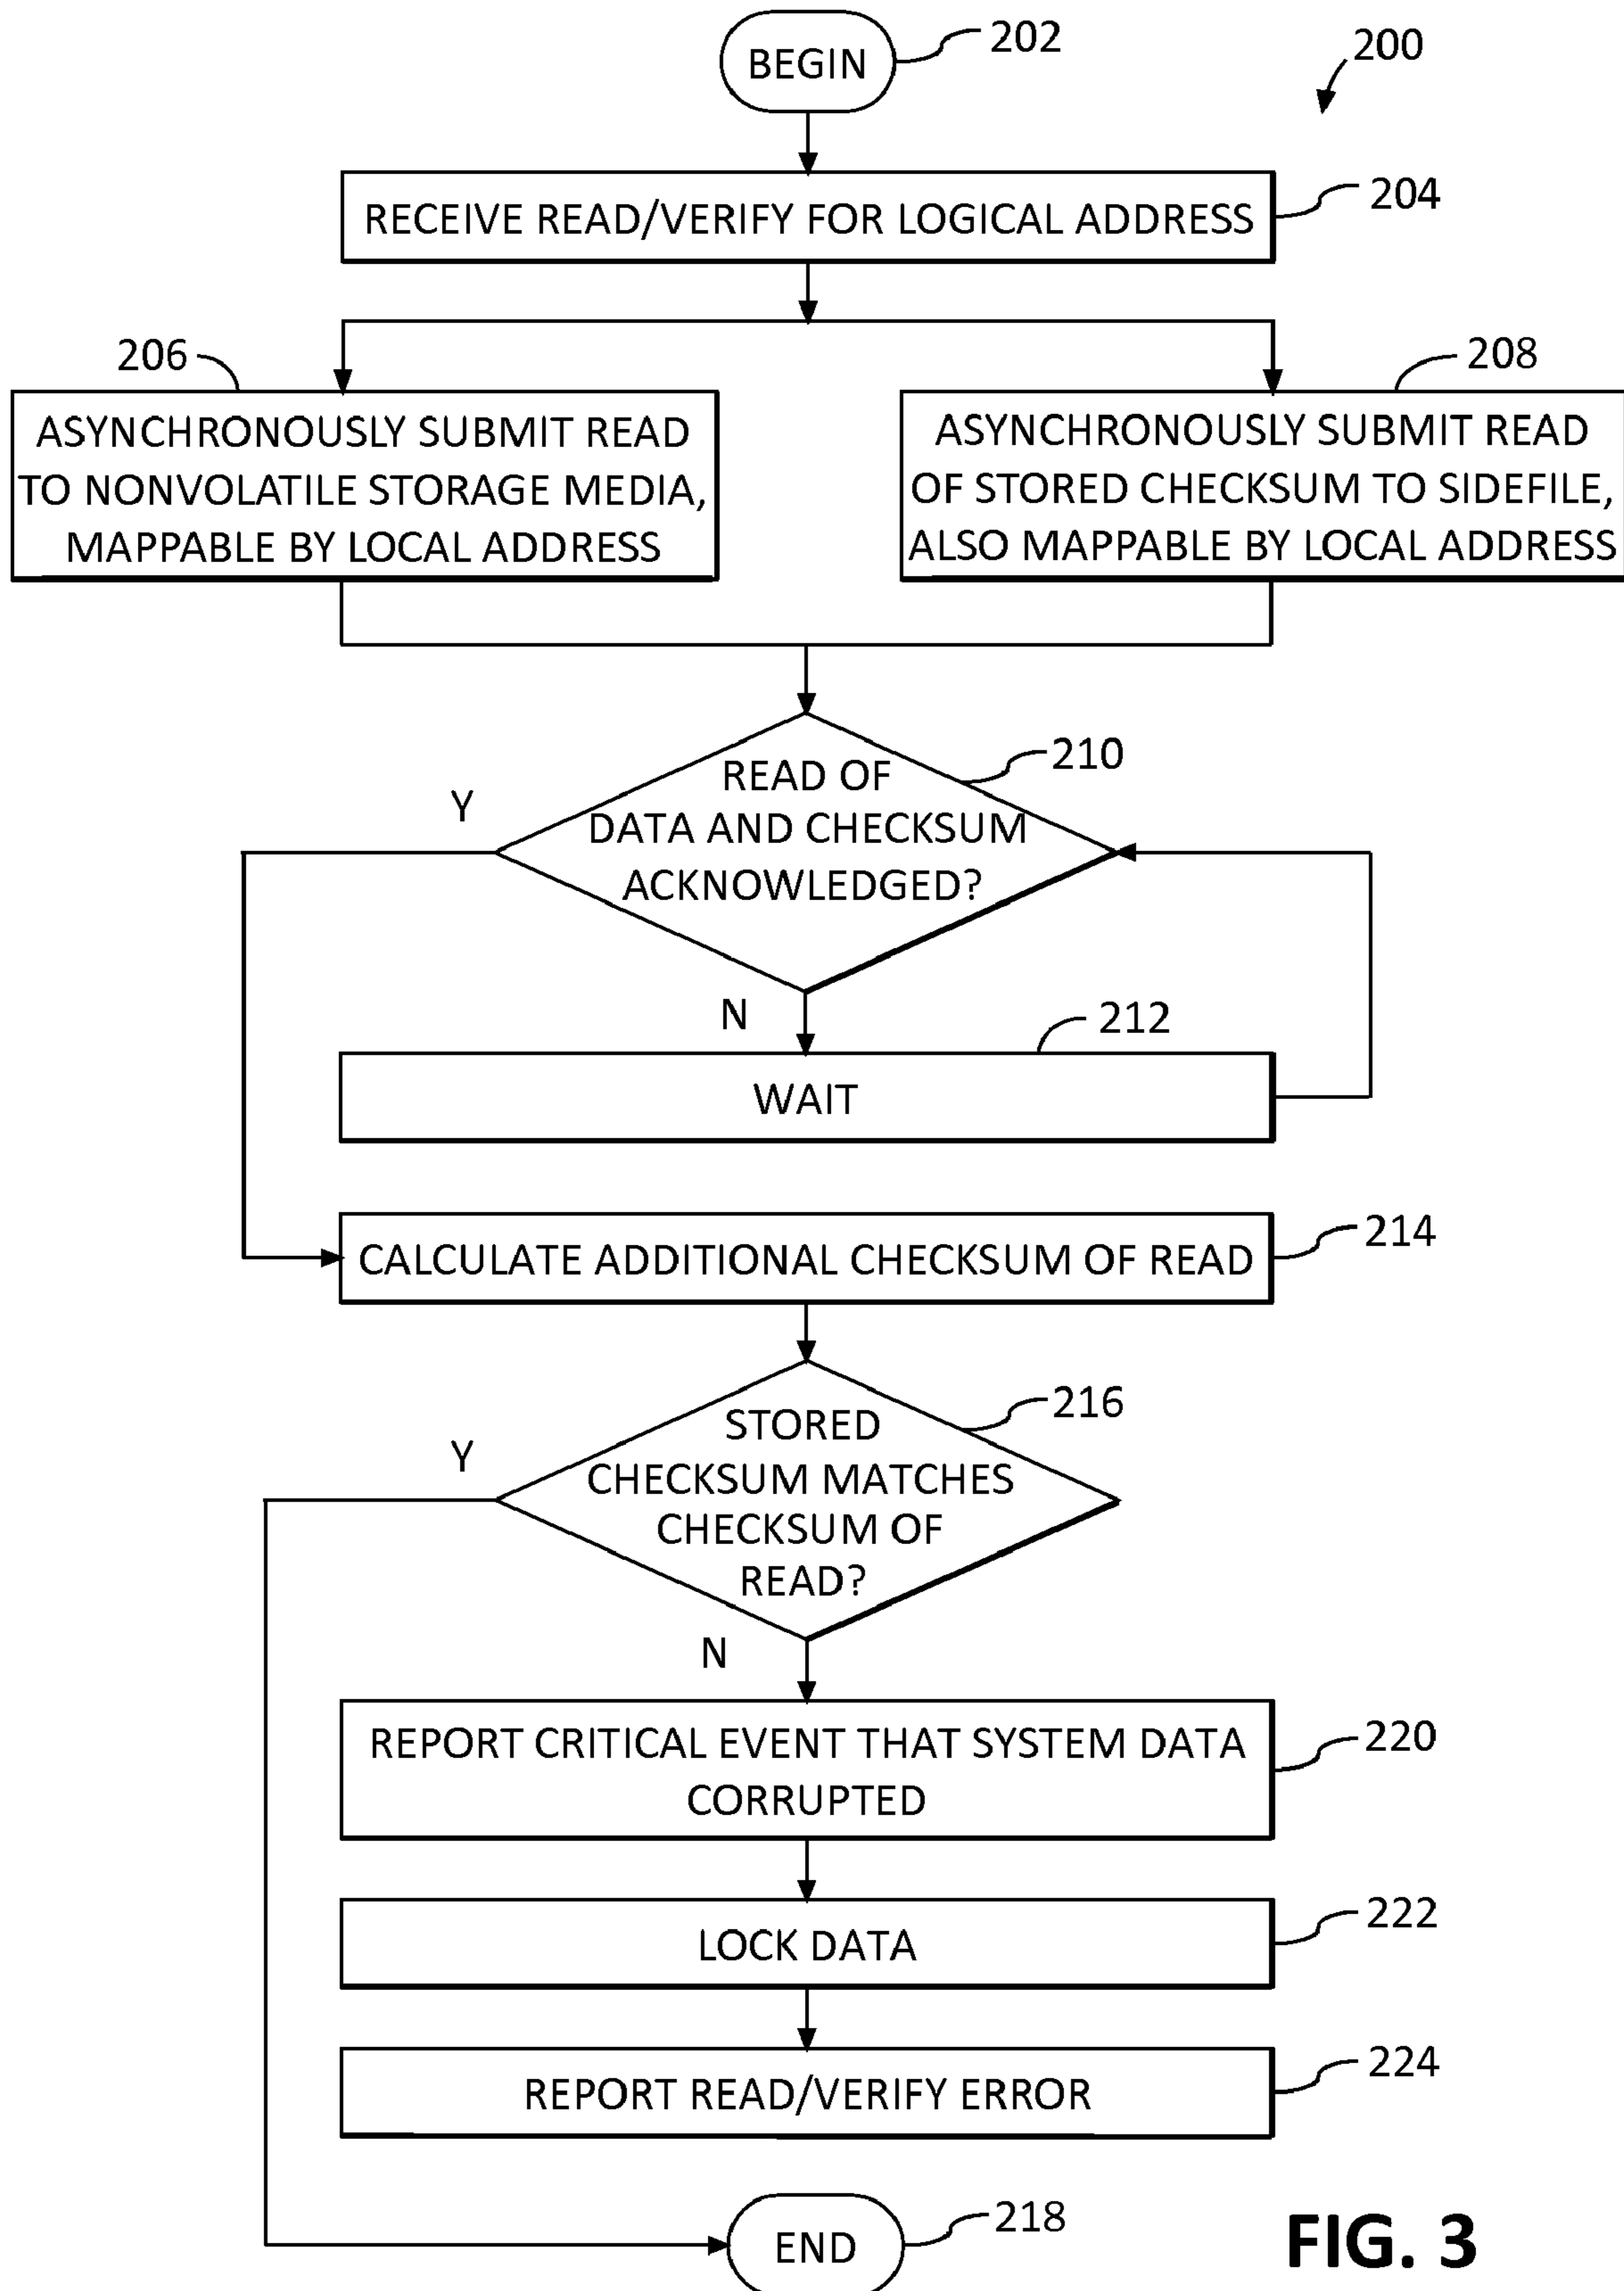 BEGIN
202
200
RECEIVE READ/VERIFY FOR LOGICAL ADDRESS
204
206
208
ASYNCHRONOUSLY SUBMIT READ
TO NONVOLATILE STORAGE MEDIA,
MAPPABLE BY LOCAL ADDRESS
ASYNCHRONOUSLY SUBMIT READ
OF STORED CHECKSUM TO SIDEFILE,
ALSO MAPPABLE BY LOCAL ADDRESS
210
READ OF
DATA AND CHECKSUM
ACKNOWLEDGED?
Y
N
212
WAIT
CALCULATE ADDITIONAL CHECKSUM OF READ
214
216
STORED
CHECKSUM MATCHES
CHECKSUM OF
READ?
Y
N
REPORT CRITICAL EVENT THAT SYSTEM DATA
CORRUPTED
220
LOCK DATA
222
REPORT READ/VERIFY ERROR
224
END
218
FIG. 3